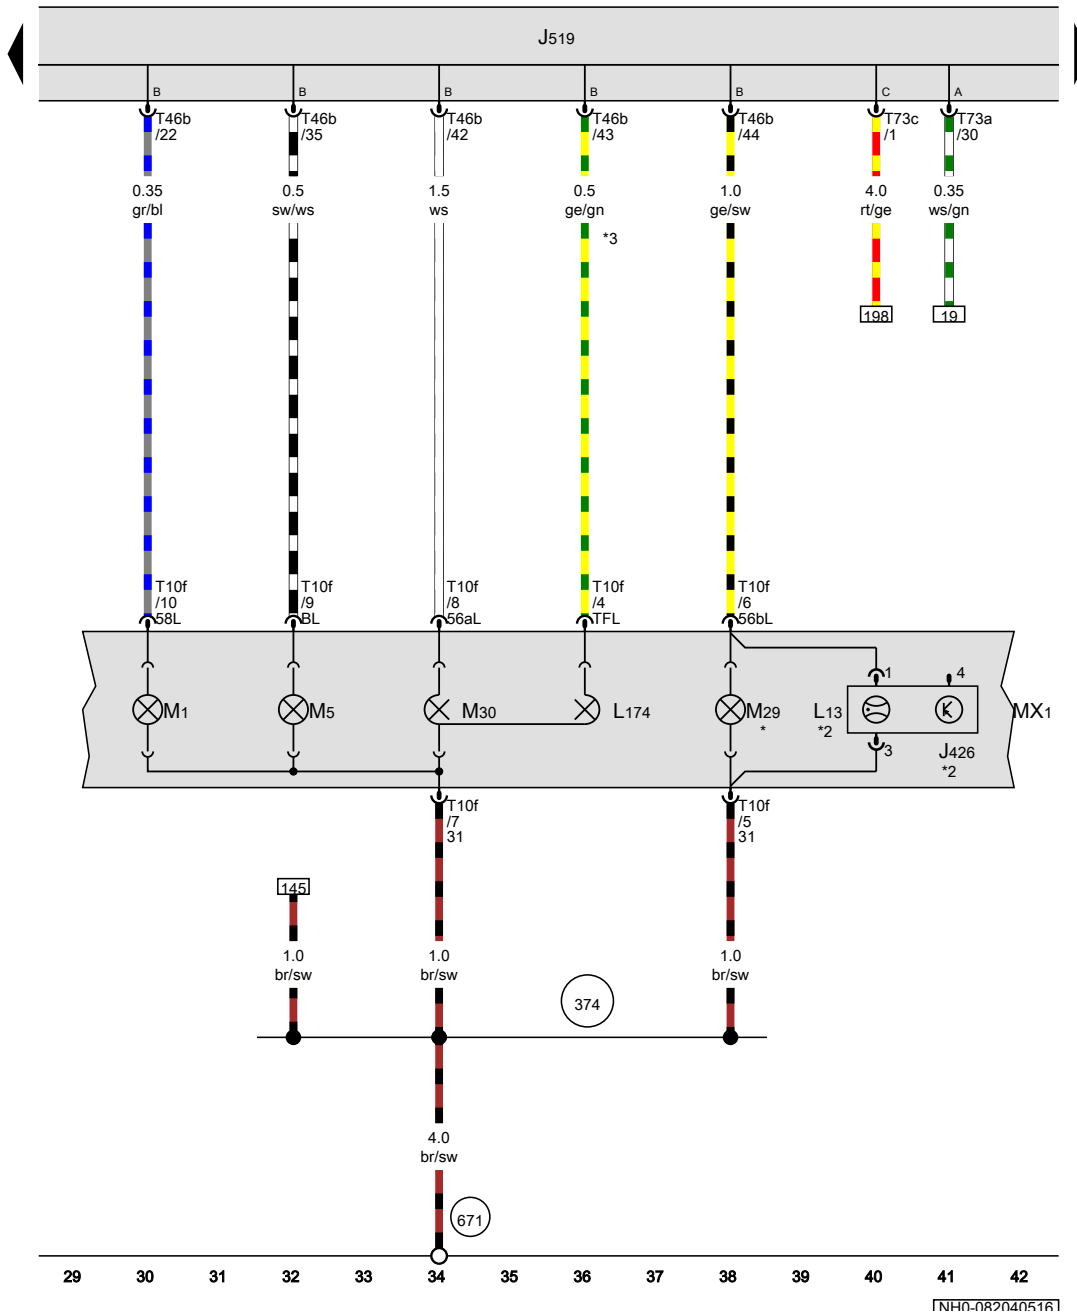 J519
B B B B B C A
T46b T46b T46b T46b T46b T73c T73a
/22 /35 /42 /43 /44 /1 /30
0.35 0.5 1.5 0.5 1.0 4.0 0.35
gr/bl sw/ws ws ge/gn ge/sw rt/ge ws/gn
*3
198 19
T10f T10f T10f T10f T10f
/10 /9 /8 /4 /6
58L BL 56aL TFL 56bL
1 4
M1 M5 M30 L174 M29 L13 MX1
* *2
3 J426
*2
T10f T10f
/7 /5
31 31
145
1.0 1.0 1.0
br/sw br/sw br/sw
374
4.0
br/sw
671
29 30 31 32 33 34 35 36 37 38 39 40 41 42
NH0-082040516